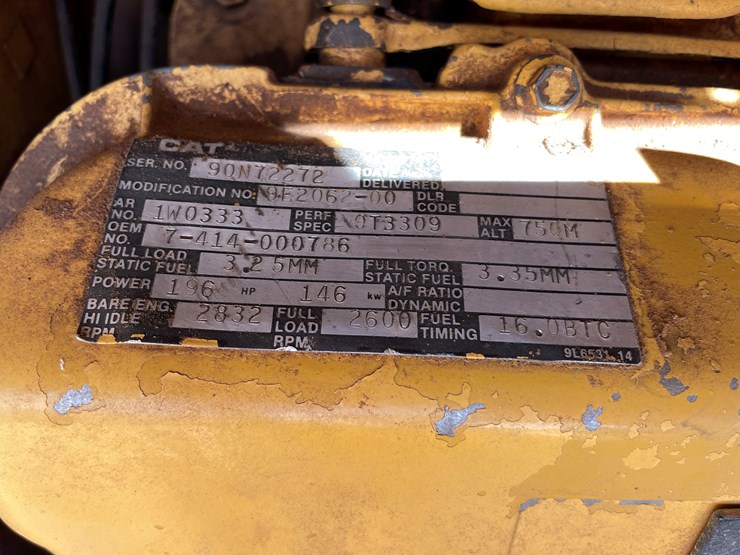 CAT
SER. NO. 9QN72272 DATE DELIVERED
MODIFICATION NO. 0E2062-00 DLR CODE
AR NO. 1W0333 PERF SPEC 0T3309 MAX ALT 750M
OEM NO. 7-414-000786
FULL LOAD STATIC FUEL 3.25MM FULL TORQ. STATIC FUEL 3.35MM
POWER 196 HP 146 kw A/F RATIO DYNAMIC
BARE ENG. HI IDLE RPM 2832 FULL LOAD RPM 2600 FUEL TIMING 16.0BTC
9L6531 14